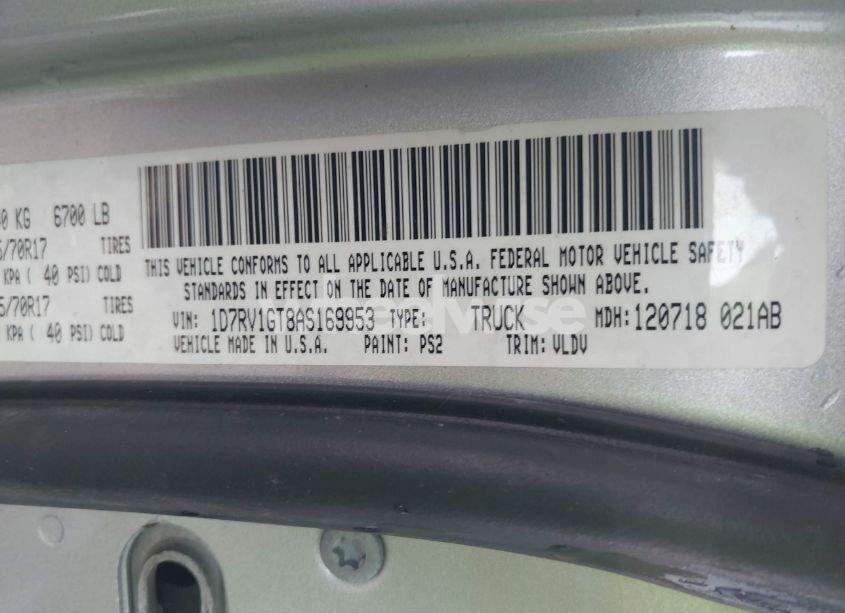 0 KG 6700 LB
5/70R17 TIRES
KPA ( 40 PSI) COLD
5/70R17 TIRES
KPA ( 40 PSI) COLD
THIS VEHICLE CONFORMS TO ALL APPLICABLE U.S.A. FEDERAL MOTOR VEHICLE SAFETY
STANDARDS IN EFFECT ON THE DATE OF MANUFACTURE SHOWN ABOVE.
VIN: 1D7RV1GT8AS169953 TYPE: TRUCK MDH: 120718 021AB
VEHICLE MADE IN U.S.A. PAINT: PS2 TRIM: VLDV